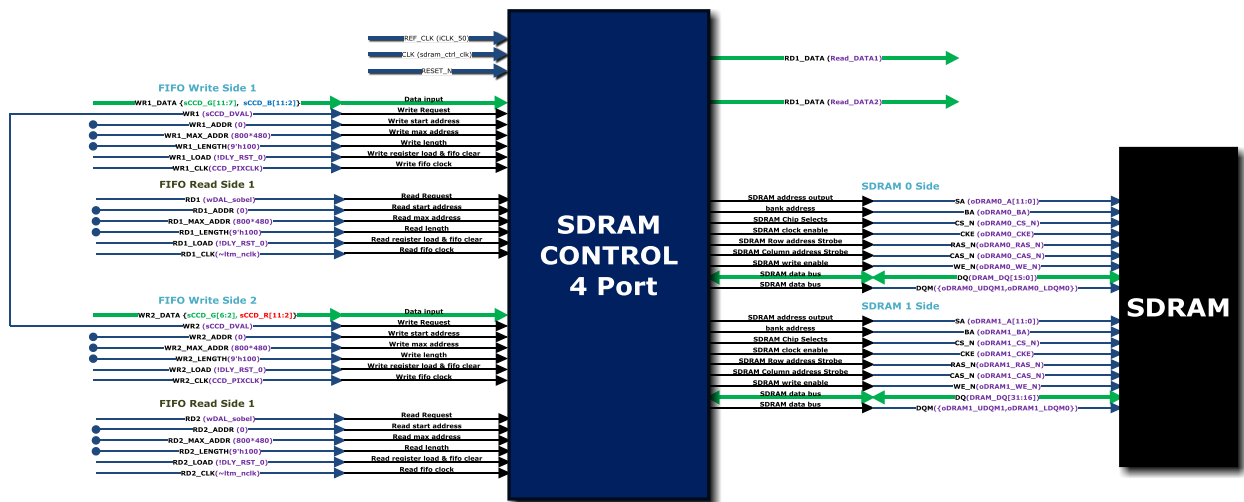 REF_CLK (iCLK_50)
CLK (sdram_ctrl_clk)
RESET_N
FIFO Write Side 1
WR1_DATA {sCCD_G[11:7], sCCD_B[11:2]} Data input
WR1 (sCCD_DVAL) Write Request
WR1_ADDR (0) Write start address
WR1_MAX_ADDR (800*480) Write max address
WR1_LENGTH(9'h100) Write length
WR1_LOAD (!DLY_RST_0) Write register load & fifo clear
WR1_CLK(CCD_PIXCLK) Write fifo clock
FIFO Read Side 1
RD1 (wDAL_sobel) Read Request
RD1_ADDR (0) Read start address
RD1_MAX_ADDR (800*480) Read max address
RD1_LENGTH(9'h100) Read length
RD1_LOAD (!DLY_RST_0) Read register load & fifo clear
RD1_CLK(~ltm_nclk) Read fifo clock
FIFO Write Side 2
WR2_DATA {sCCD_G[6:2], sCCD_R[11:2]} Data input
WR2 (sCCD_DVAL) Write Request
WR2_ADDR (0) Write start address
WR2_MAX_ADDR (800*480) Write max address
WR2_LENGTH(9'h100) Write length
WR2_LOAD (!DLY_RST_0) Write register load & fifo clear
WR2_CLK(CCD_PIXCLK) Write fifo clock
FIFO Read Side 1
RD2 (wDAL_sobel) Read Request
RD2_ADDR (0) Read start address
RD2_MAX_ADDR (800*480) Read max address
RD2_LENGTH(9'h100) Read length
RD2_LOAD (!DLY_RST_0) Read register load & fifo clear
RD2_CLK(~ltm_nclk) Read fifo clock
SDRAM
CONTROL
4 Port
RD1_DATA (Read_DATA1)
RD1_DATA (Read_DATA2)
SDRAM 0 Side
SDRAM address output SA (oDRAM0_A[11:0])
bank address BA (oDRAM0_BA)
SDRAM Chip Selects CS_N (oDRAM0_CS_N)
SDRAM clock enable CKE (oDRAM0_CKE)
SDRAM Row address Strobe RAS_N(oDRAM0_RAS_N)
SDRAM Column address Strobe CAS_N (oDRAM0_CAS_N)
SDRAM write enable WE_N (oDRAM0_WE_N)
SDRAM data bus DQ(DRAM_DQ[15:0])
SDRAM data bus DQM({oDRAM0_UDQM1,oDRAM0_LDQM0})
SDRAM 1 Side
SDRAM address output SA (oDRAM1_A[11:0])
bank address BA (oDRAM1_BA)
SDRAM Chip Selects CS_N (oDRAM1_CS_N)
SDRAM clock enable CKE (oDRAM1_CKE)
SDRAM Row address Strobe RAS_N(oDRAM1_RAS_N)
SDRAM Column address Strobe CAS_N (oDRAM1_CAS_N)
SDRAM write enable WE_N (oDRAM1_WE_N)
SDRAM data bus DQ(DRAM_DQ[31:16])
SDRAM data bus DQM({oDRAM1_UDQM1,oDRAM1_LDQM0})
SDRAM